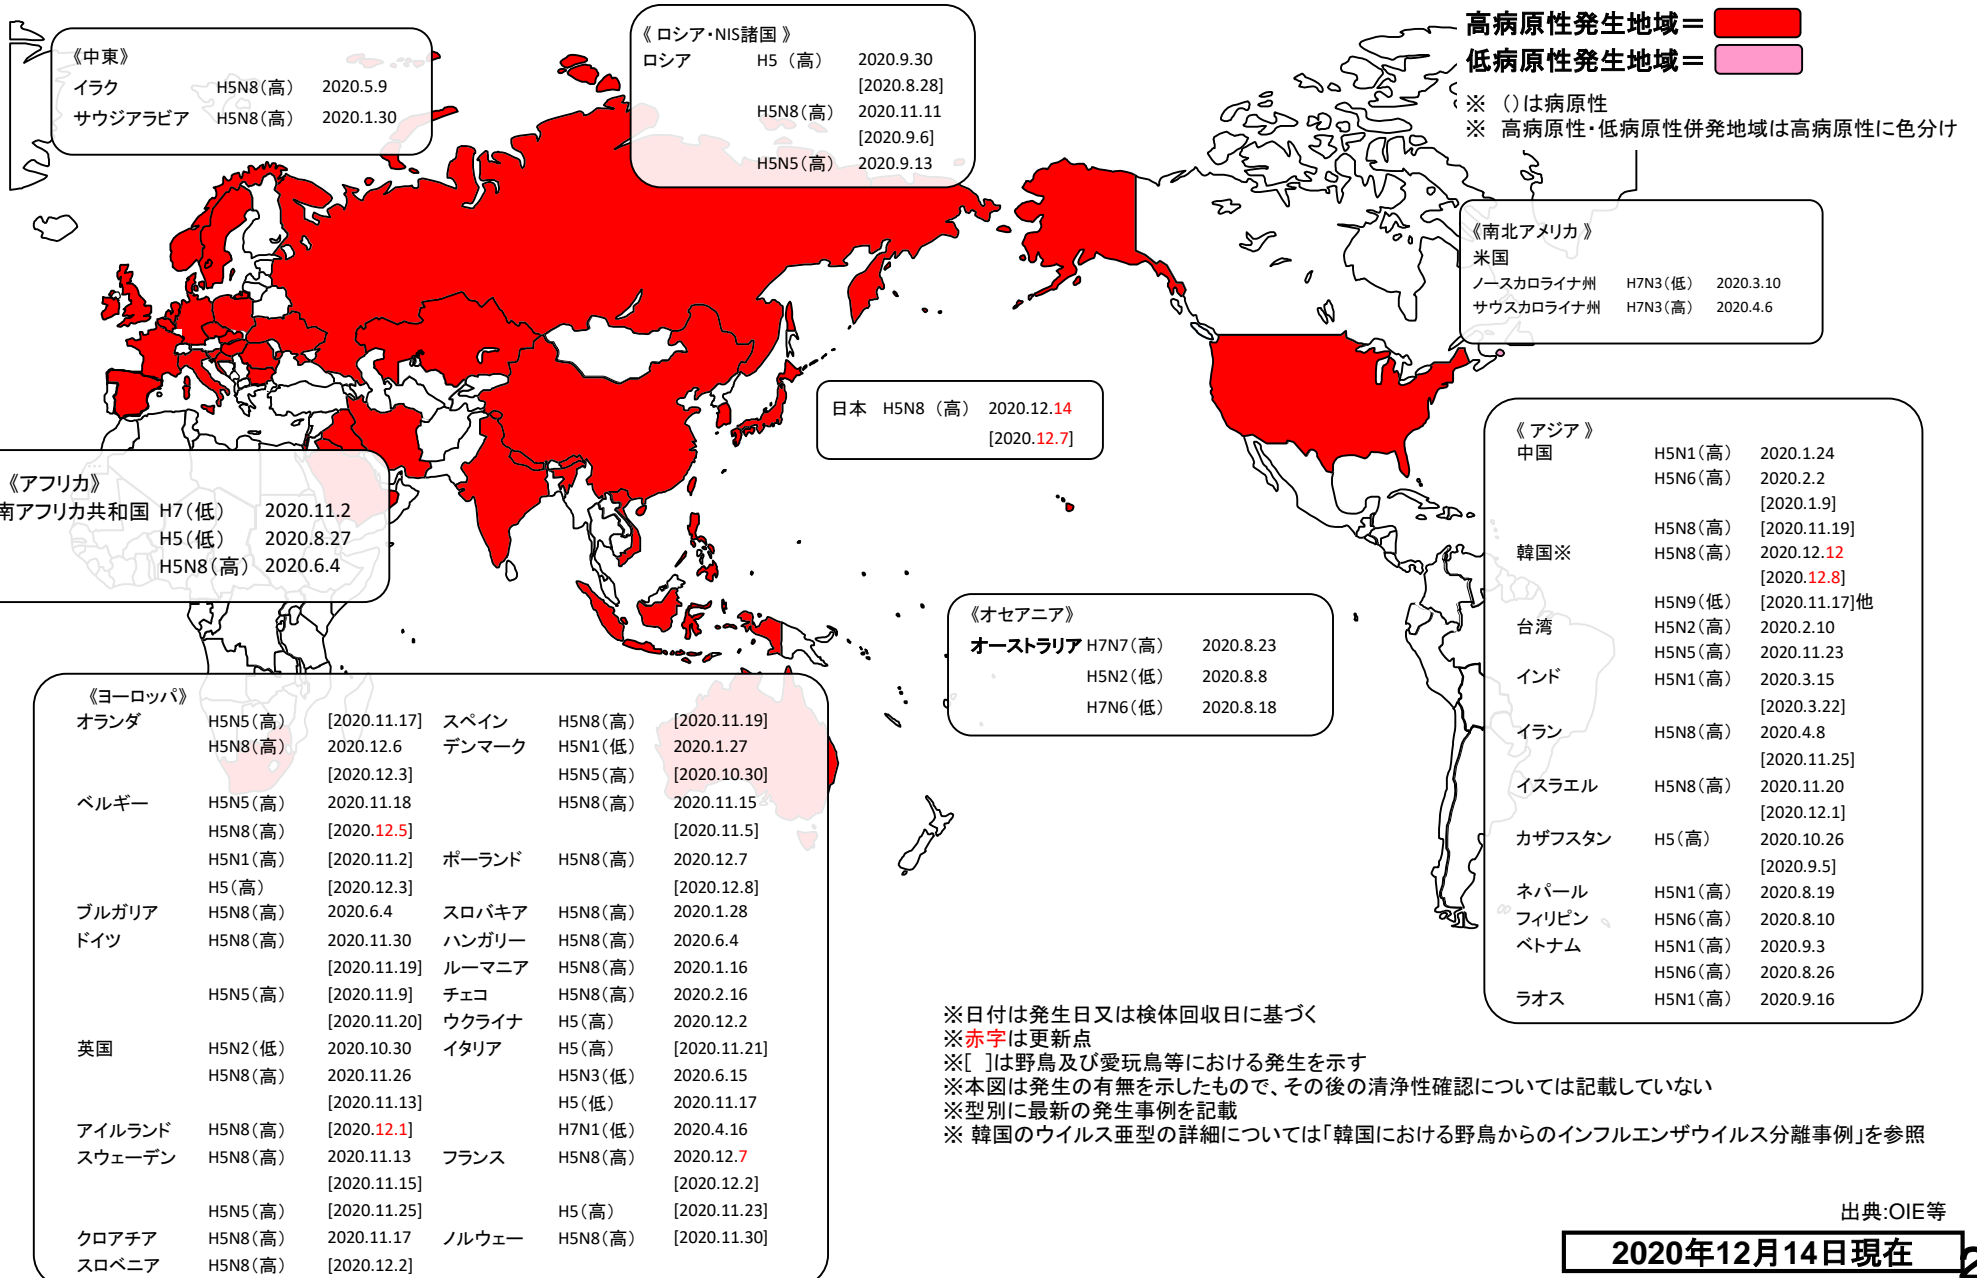 高病原性発生地域＝
低病原性発生地域＝
※　（）は病原性
※　高病原性・低病原性併発地域は高病原性に色分け
《中東》
イラク　H5N8（高）　2020.5.9
サウジアラビア　H5N8（高）　2020.1.30
《 ロシア・NIS諸国 》
ロシア　H5 （高）　2020.9.30
[2020.8.28]
H5N8（高）　2020.11.11
[2020.9.6]
H5N5（高）　2020.9.13
《南北アメリカ 》
米国
ノースカロライナ州　H7N3（低）　2020.3.10
サウスカロライナ州　H7N3（高）　2020.4.6
日本　H5N8 （高）　2020.12.14
[2020.12.7]
《アフリカ》
南アフリカ共和国　H7（低）　2020.11.2
H5（低）　2020.8.27
H5N8（高）　2020.6.4
《オセアニア》
オーストラリア　H7N7（高）　2020.8.23
H5N2（低）　2020.8.8
H7N6（低）　2020.8.18
《 アジア 》
中国　H5N1（高）　2020.1.24
H5N6（高）　2020.2.2
[2020.1.9]
H5N8（高）　[2020.11.19]
韓国※　H5N8（高）　2020.12.12
[2020.12.8]
H5N9（低）　[2020.11.17]他
台湾　H5N2（高）　2020.2.10
H5N5（高）　2020.11.23
インド　H5N1（高）　2020.3.15
[2020.3.22]
イラン　H5N8（高）　2020.4.8
[2020.11.25]
イスラエル　H5N8（高）　2020.11.20
[2020.12.1]
カザフスタン　H5（高）　2020.10.26
[2020.9.5]
ネパール　H5N1（高）　2020.8.19
フィリピン　H5N6（高）　2020.8.10
ベトナム　H5N1（高）　2020.9.3
H5N6（高）　2020.8.26
ラオス　H5N1（高）　2020.9.16
《ヨーロッパ》
オランダ　H5N5（高）　[2020.11.17]　スペイン　H5N8（高）　[2020.11.19]
H5N8（高）　2020.12.6　デンマーク　H5N1（低）　2020.1.27
[2020.12.3]　H5N5（高）　[2020.10.30]
ベルギー　H5N5（高）　2020.11.18　H5N8（高）　2020.11.15
H5N8（高）　[2020.12.5]　[2020.11.5]
H5N1（高）　[2020.11.2]　ポーランド　H5N8（高）　2020.12.7
H5（高）　[2020.12.3]　[2020.12.8]
ブルガリア　H5N8（高）　2020.6.4　スロバキア　H5N8（高）　2020.1.28
ドイツ　H5N8（高）　2020.11.30　ハンガリー　H5N8（高）　2020.6.4
[2020.11.19]　ルーマニア　H5N8（高）　2020.1.16
H5N5（高）　[2020.11.9]　チェコ　H5N8（高）　2020.2.16
[2020.11.20]　ウクライナ　H5（高）　2020.12.2
英国　H5N2（低）　2020.10.30　イタリア　H5（高）　[2020.11.21]
H5N8（高）　2020.11.26　H5N3（低）　2020.6.15
[2020.11.13]　H5（低）　2020.11.17
アイルランド　H5N8（高）　[2020.12.1]　H7N1（低）　2020.4.16
スウェーデン　H5N8（高）　2020.11.13　フランス　H5N8（高）　2020.12.7
[2020.11.15]　[2020.12.2]
H5N5（高）　[2020.11.25]　H5（高）　[2020.11.23]
クロアチア　H5N8（高）　2020.11.17　ノルウェー　H5N8（高）　[2020.11.30]
スロベニア　H5N8（高）　[2020.12.2]
※日付は発生日又は検体回収日に基づく
※赤字は更新点
※[ ]は野鳥及び愛玩鳥等における発生を示す
※本図は発生の有無を示したもので、その後の清浄性確認については記載していない
※型別に最新の発生事例を記載
※ 韓国のウイルス亜型の詳細については「韓国における野鳥からのインフルエンザウイルス分離事例」を参照
出典:OIE等
2020年12月14日現在